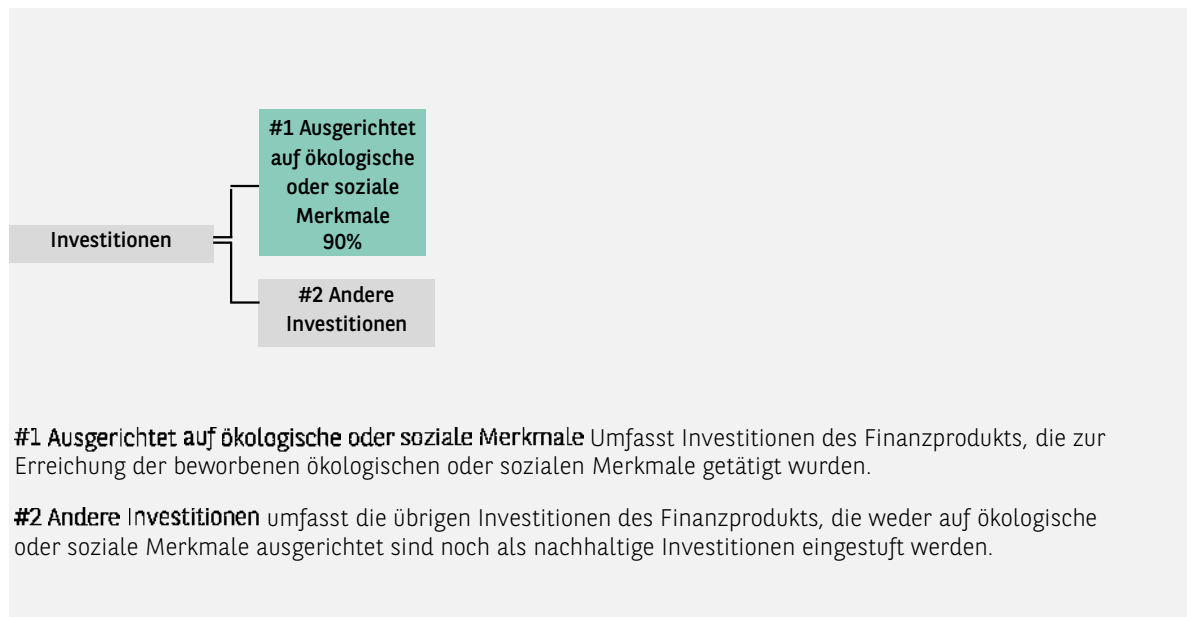 #1 Ausgerichtet
auf ökologische
oder soziale
Merkmale
90%
Investitionen
#2 Andere
Investitionen
#1 Ausgerichtet auf ökologische oder soziale Merkmale Umfasst Investitionen des Finanzprodukts, die zur
Erreichung der beworbenen ökologischen oder sozialen Merkmale getätigt wurden.
#2 Andere Investitionen umfasst die übrigen Investitionen des Finanzprodukts, die weder auf ökologische
oder soziale Merkmale ausgerichtet sind noch als nachhaltige Investitionen eingestuft werden.